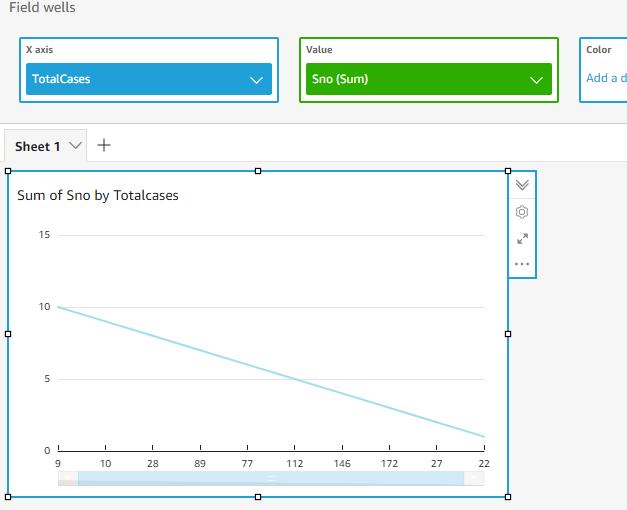 Field wells
X axis
TotalCases
Value
Sno (Sum)
Color
Add a d
Sheet 1
Sum of Sno by Totalcases
15
10
5
0
9 10 28 89 77 112 146 172 27 22